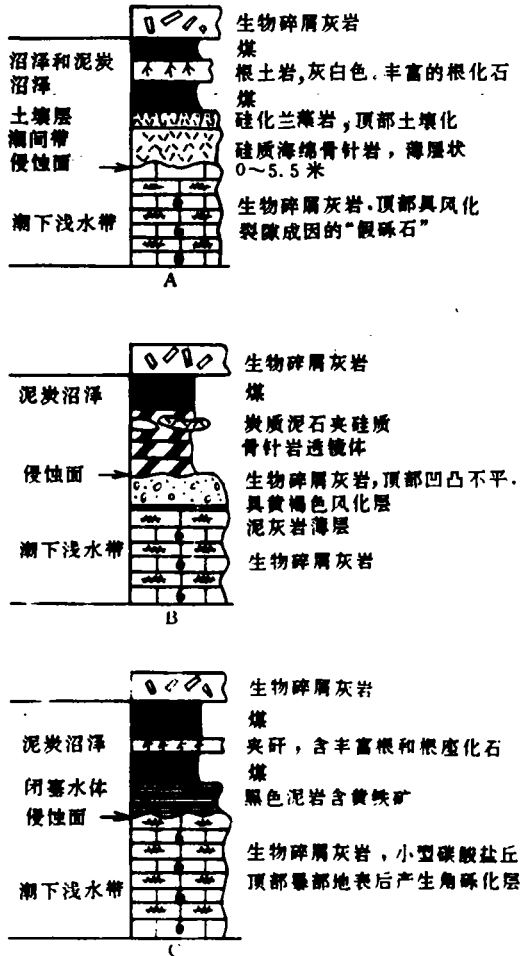 生物碎屑灰岩
煤
沼泽和泥炭
沼泽
根土岩,灰白色.丰富的根化石
煤
土壤层
硅化兰藻岩,顶部土壤化
潮间带
硅质海绵骨针岩,薄层状
侵蚀面
0～5.5米
潮下浅水带
生物碎屑灰岩.顶部具风化
裂隙成因的“假砾石”
A
生物碎屑灰岩
泥炭沼泽
煤
炭质泥石夹硅质
骨针岩透镜体
侵蚀面
生物碎屑灰岩,顶部凹凸不平.
具黄褐色风化层
泥灰岩薄层
潮下浅水带
生物碎屑灰岩
B
生物碎屑灰岩
煤
泥炭沼泽
夹矸,含丰富根和根座化石
煤
闭塞水体
黑色泥岩含黄铁矿
侵蚀面
生物碎屑灰岩,小型碳酸盐丘
潮下浅水带
顶部暴部地表后产生角砾化层
C